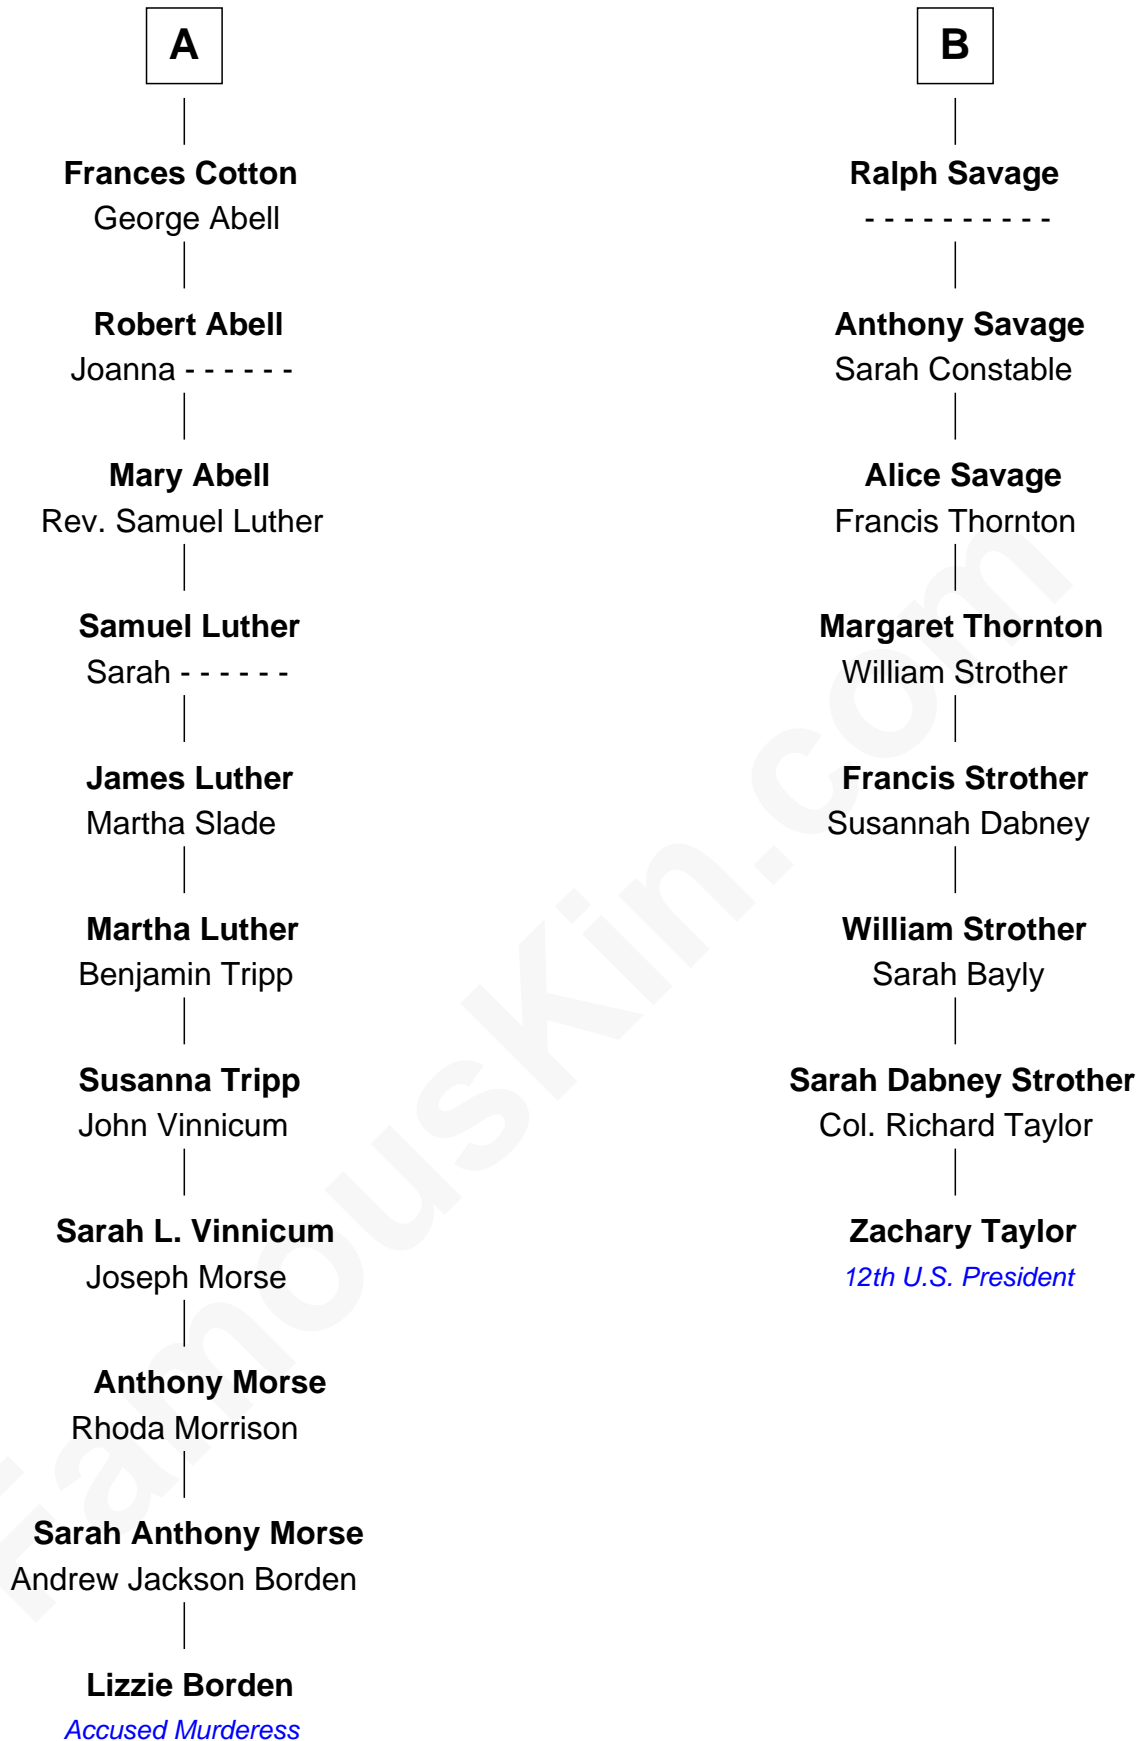 A
Frances Cotton
George Abell
Robert Abell
Joanna - - - - - -
Mary Abell
Rev. Samuel Luther
Samuel Luther
Sarah - - - - - -
James Luther
Martha Slade
Martha Luther
Benjamin Tripp
Susanna Tripp
John Vinnicum
Sarah L. Vinnicum
Joseph Morse
Anthony Morse
Rhoda Morrison
Sarah Anthony Morse
Andrew Jackson Borden
Lizzie Borden
Accused Murderess
B
Ralph Savage
- - - - - - - - - -
Anthony Savage
Sarah Constable
Alice Savage
Francis Thornton
Margaret Thornton
William Strother
Francis Strother
Susannah Dabney
William Strother
Sarah Bayly
Sarah Dabney Strother
Col. Richard Taylor
Zachary Taylor
12th U.S. President
FamousKin.com